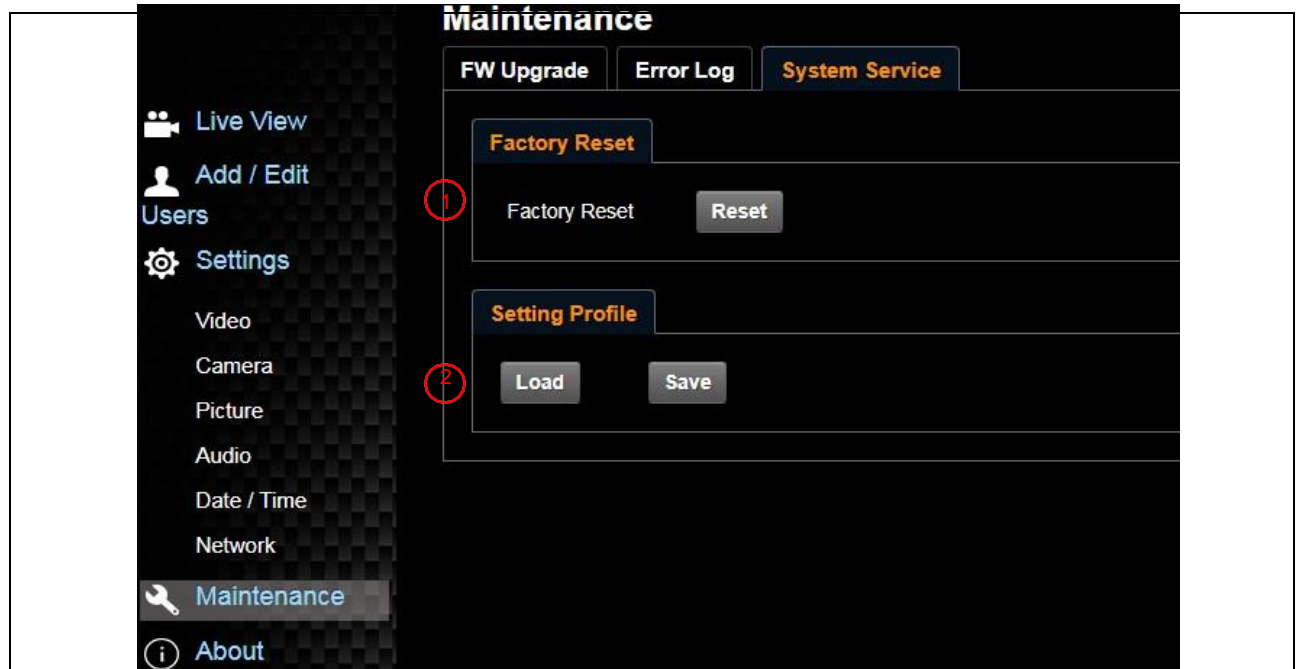 Maintenance
FW Upgrade Error Log System Service
Live View
Add / Edit
Users
Settings
Video
Camera
Picture
Audio
Date / Time
Network
Maintenance
About
Factory Reset
1
Factory Reset Reset
Setting Profile
2
Load Save